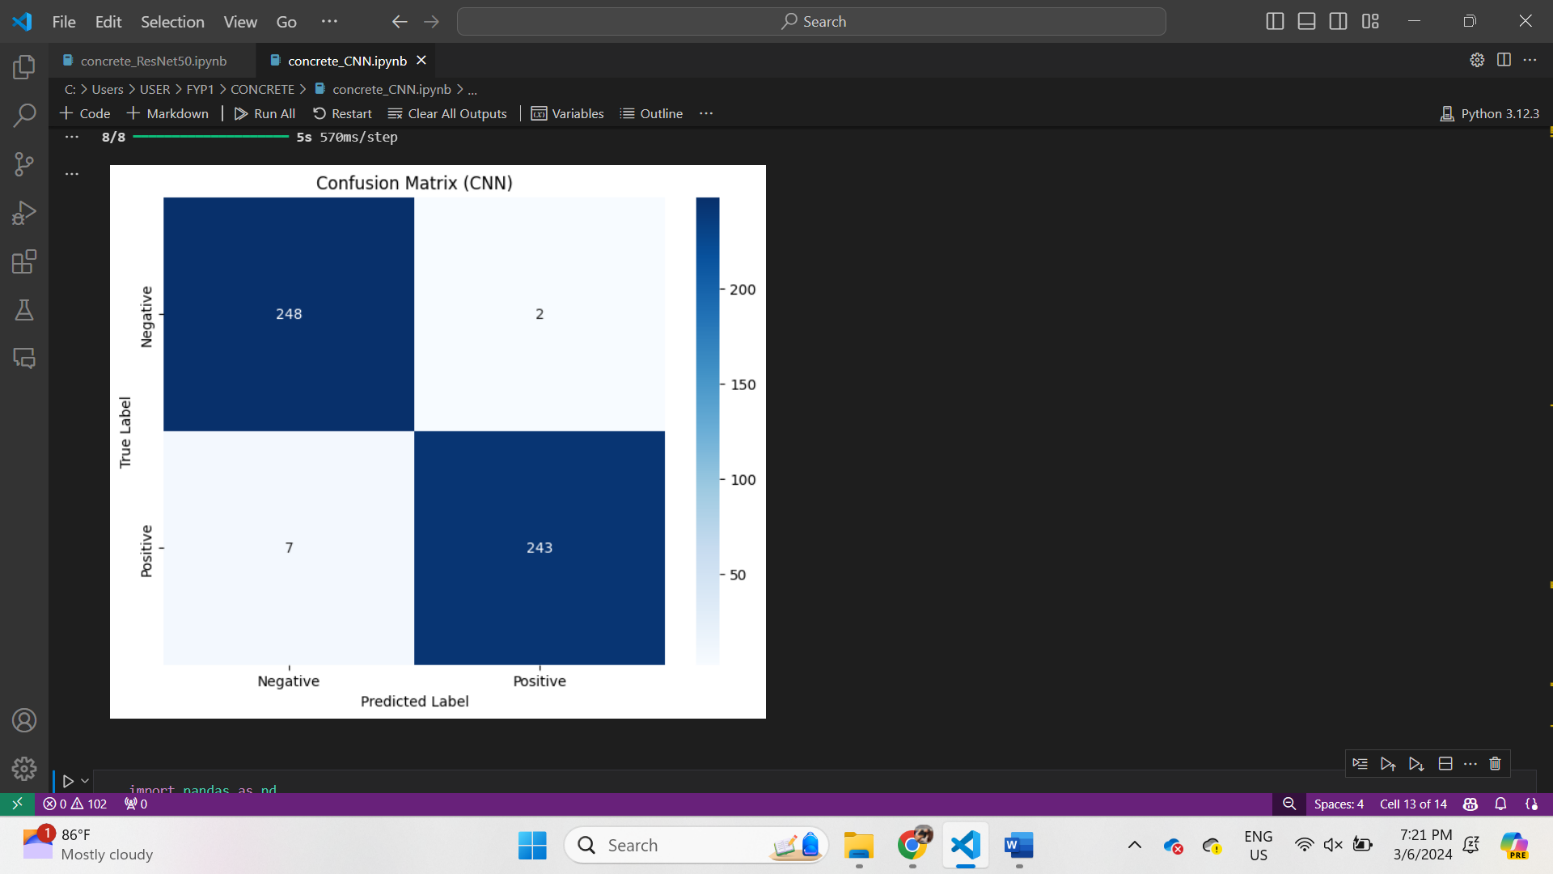 File Edit Selection View Go ... Search
concrete_ResNet50.ipynb concrete_CNN.ipynb
C: > Users > USER > FYP1 > CONCRETE > concrete_CNN.ipynb > ...
+ Code + Markdown | Run All Restart Clear All Outputs | Variables Outline ... Python 3.12.3
... 8/8 5s 570ms/step
...
Confusion Matrix (CNN)
Negative
Positive
True Label
248 2
7 243
200
150
100
50
Negative Positive
Predicted Label
import pandas as pd
0 102 0 Spaces: 4 Cell 13 of 14
1 86°F
Mostly cloudy
Search
W
ENG
US
7:21 PM
3/6/2024
PRE